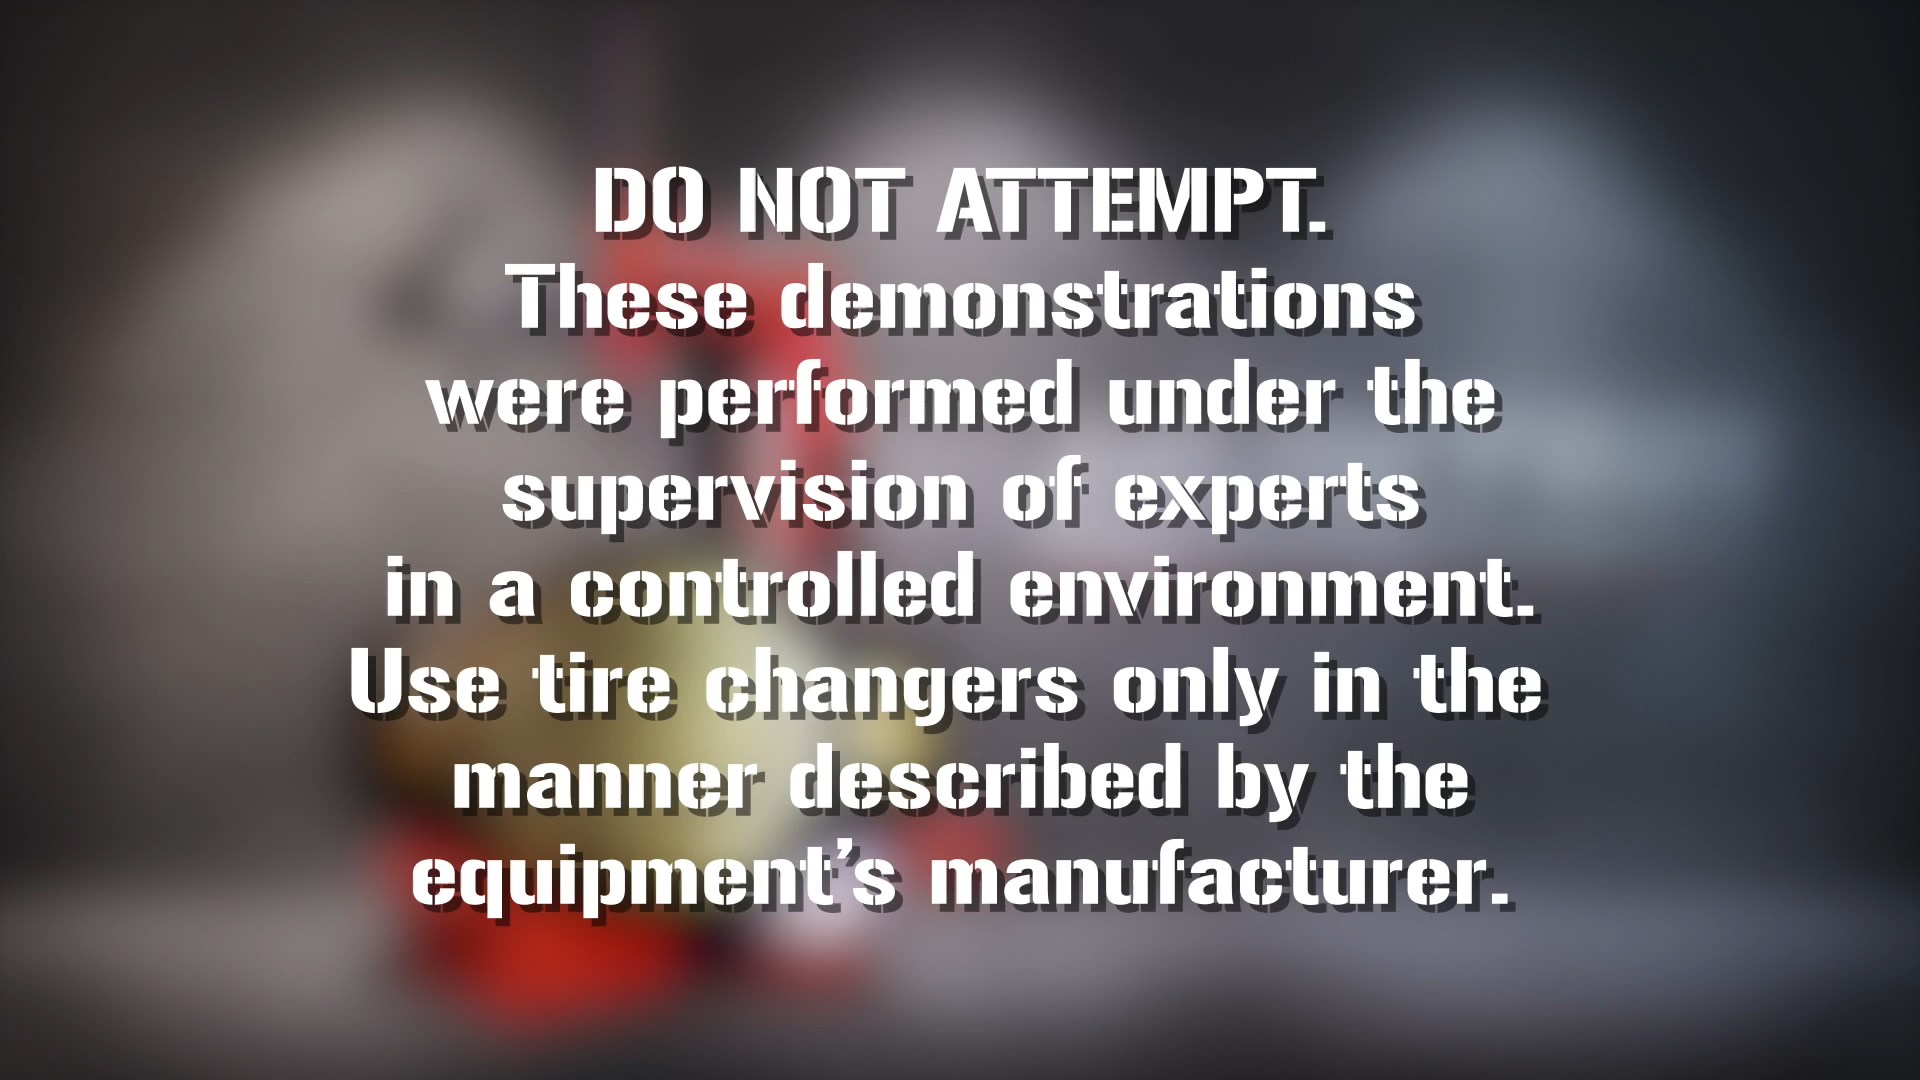 DO NOT ATTEMPT.
These demonstrations
were performed under the
supervision of experts
in a controlled environment.
Use tire changers only in the
manner described by the
equipment’s manufacturer.